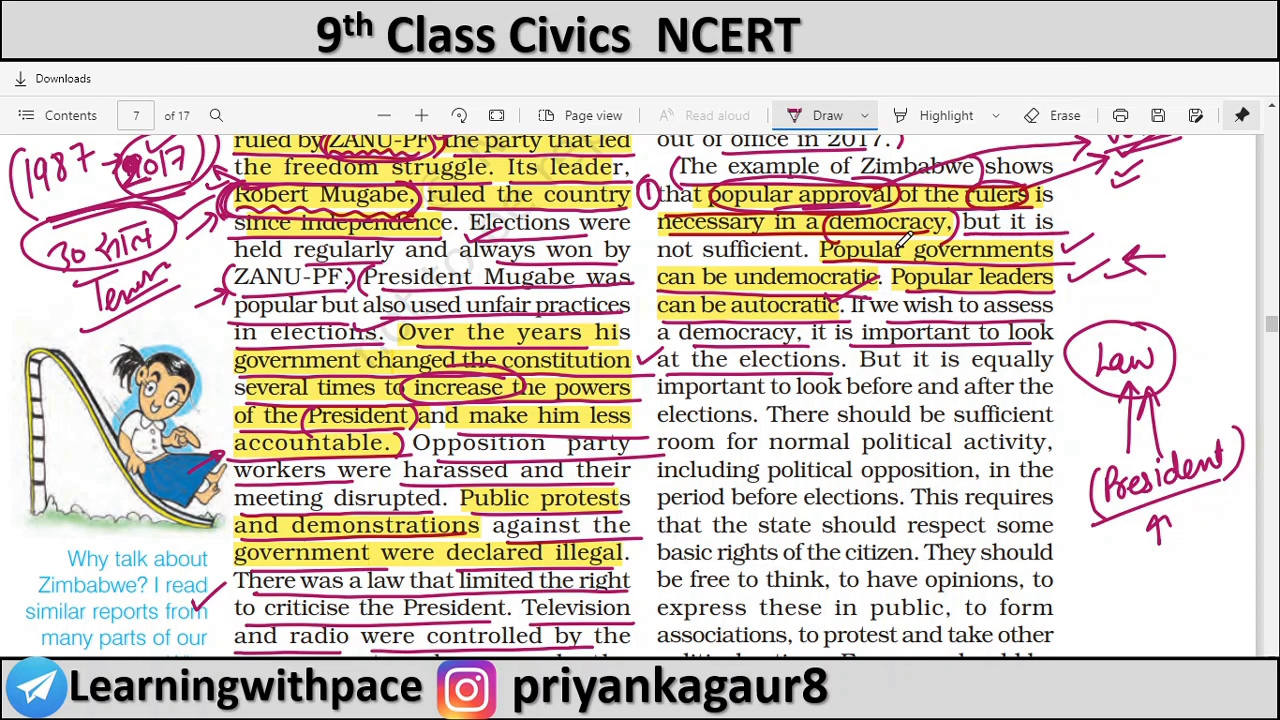 9th Class Civics NCERT
Downloads
Contents
7
of 17
Page view
Read aloud
Draw
Highlight
Erase
1987 → 2017
30 साल
Tenure
ruled by ZANU-PF, the party that led
the freedom struggle. Its leader,
Robert Mugabe, ruled the country
since independence. Elections were
held regularly and always won by
ZANU-PF. President Mugabe was
popular but also used unfair practices
in elections. Over the years his
government changed the constitution
several times to increase the powers
of the President and make him less
accountable. Opposition party
workers were harassed and their
meeting disrupted. Public protests
and demonstrations against the
government were declared illegal.
There was a law that limited the right
to criticise the President. Television
and radio were controlled by the
Why talk about
Zimbabwe? I read
similar reports from
many parts of our
out of office in 2017.
The example of Zimbabwe shows
① that popular approval of the rulers is
necessary in a democracy, but it is
not sufficient. Popular governments
can be undemocratic. Popular leaders
can be autocratic. If we wish to assess
a democracy, it is important to look
at the elections. But it is equally
important to look before and after the
elections. There should be sufficient
room for normal political activity,
including political opposition, in the
period before elections. This requires
that the state should respect some
basic rights of the citizen. They should
be free to think, to have opinions, to
express these in public, to form
associations, to protest and take other
Law
(President)
Learningwithpace
priyankagaur8